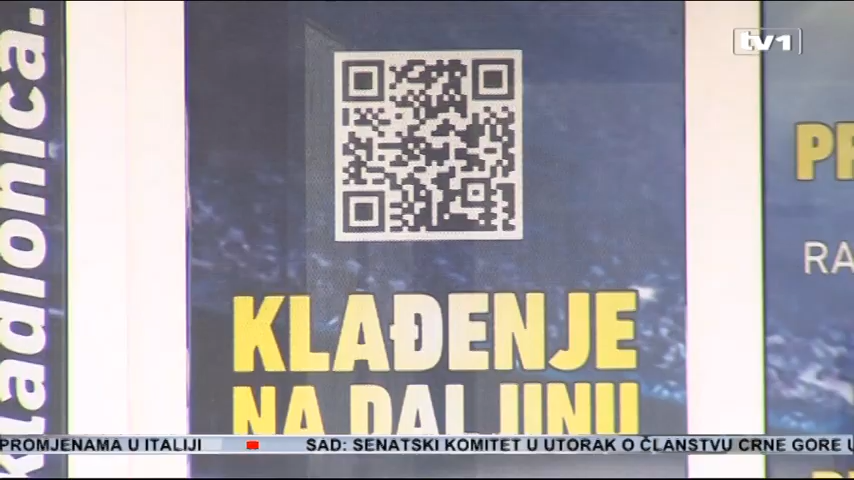 kladionica.
tv1
KLAĐENJE
NA DALJINU
PROMJENAMA U ITALIJI
SAD: SENATSKI KOMITET U UTORAK O ČLANSTVU CRNE GORE U